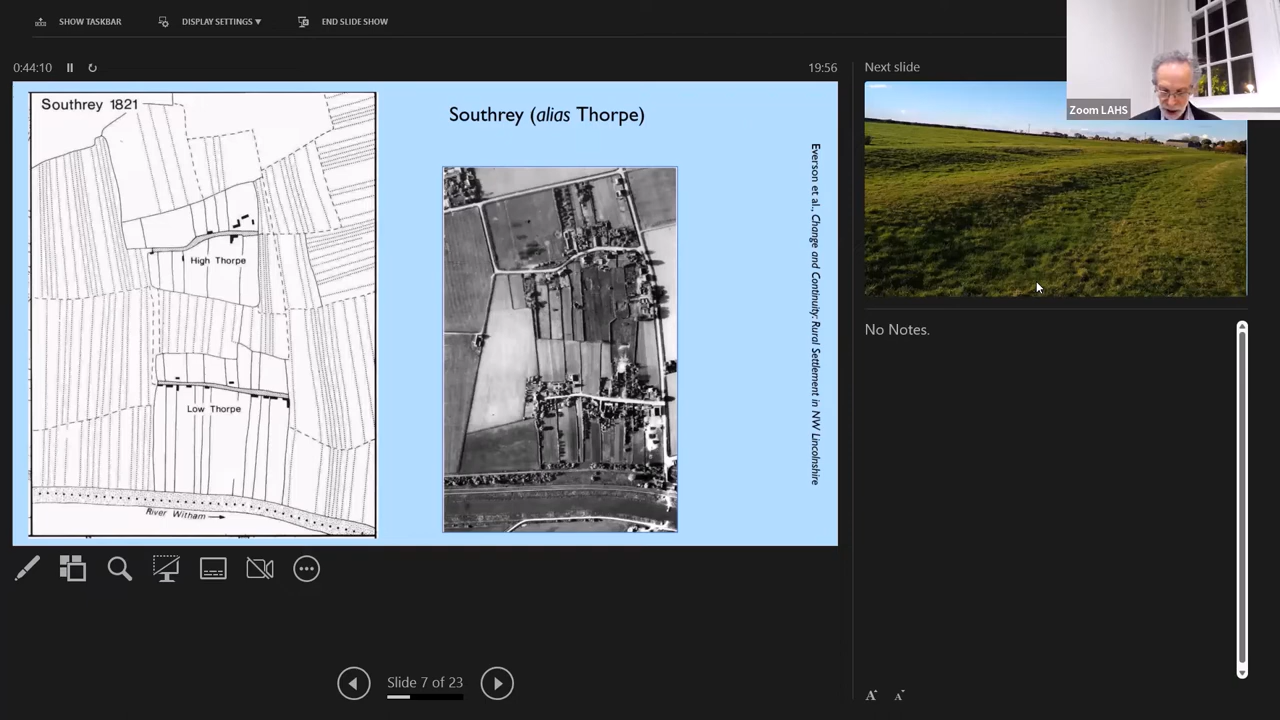 SHOW TASKBAR
DISPLAY SETTINGS ▼
END SLIDE SHOW
0:44:10
19:56
Next slide
Zoom LAHS
Southrey 1821
High Thorpe
Low Thorpe
River Witham
Southrey (alias Thorpe)
Everson et al., Change and Continuity: Rural Settlement in NW Lincolnshire
No Notes.
Slide 7 of 23
A A